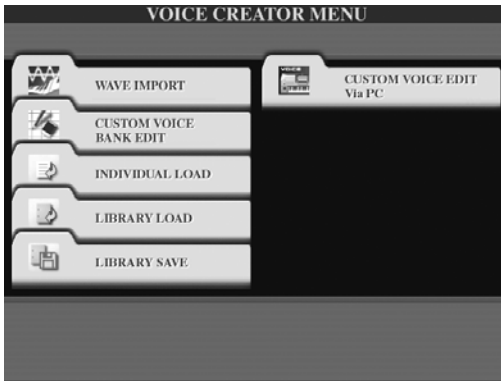 VOICE CREATOR MENU
WAVE IMPORT
CUSTOM VOICE
BANK EDIT
INDIVIDUAL LOAD
LIBRARY LOAD
LIBRARY SAVE
CUSTOM VOICE EDIT
Via PC